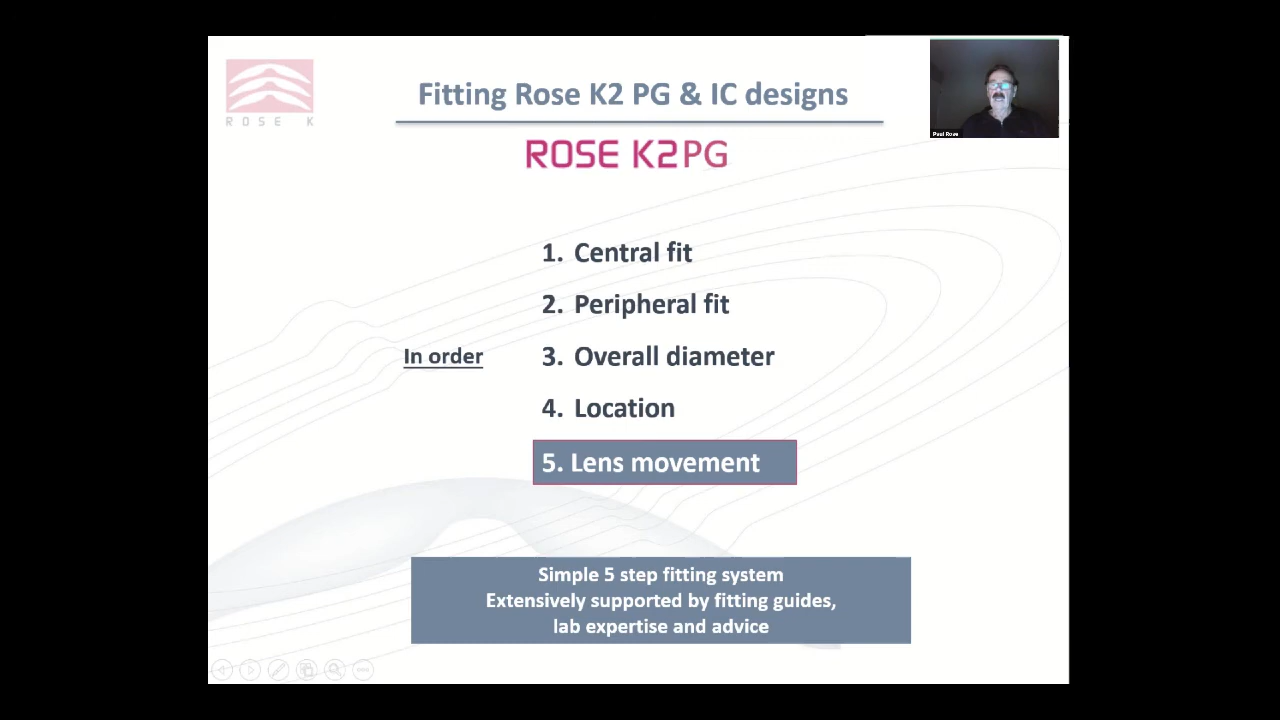 Fitting Rose K2 PG & IC designs
ROSE K
Paul Rose
ROSE K2PG
1. Central fit
2. Peripheral fit
In order
3. Overall diameter
4. Location
5. Lens movement
Simple 5 step fitting system
Extensively supported by fitting guides,
lab expertise and advice